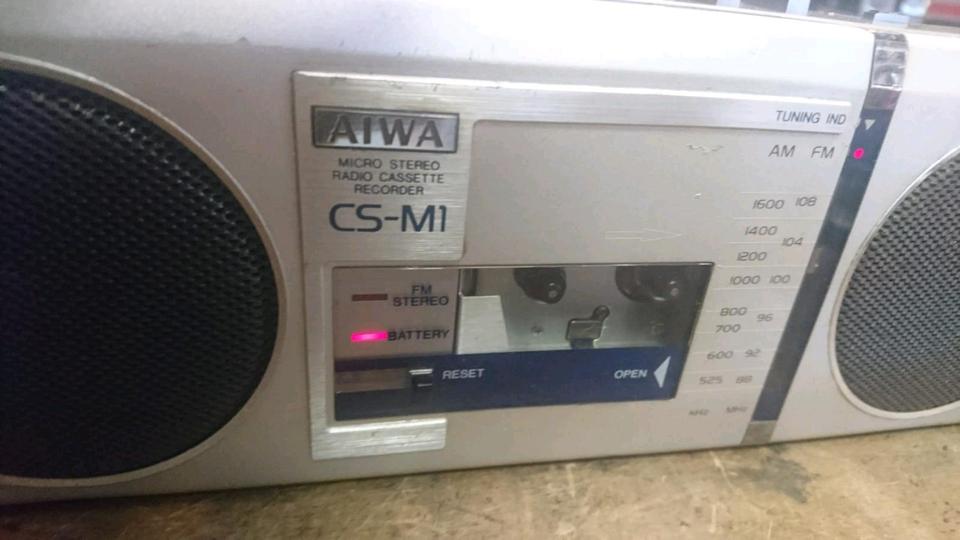 AIWA
MICRO STEREO
RADIO CASSETTE
RECORDER
CS-M1
TUNING IND
AM FM
1600 108
1400
104
1200
1000 100
800
96
700
600 92
525 88
KHz MHz
FM
STEREO
BATTERY
RESET
OPEN